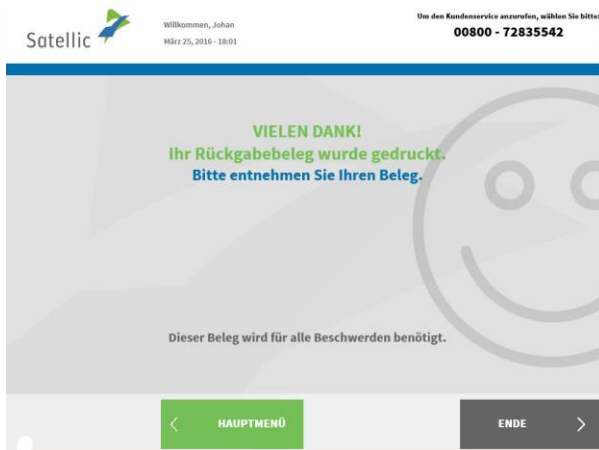 Satellic
Willkommen, Johan
März 25, 2016 - 18:01
Um den Kundenservice anzurufen, wählen Sie bitte:
00800 - 72835542
VIELEN DANK!
Ihr Rückgabebeleg wurde gedruckt.
Bitte entnehmen Sie Ihren Beleg.
Dieser Beleg wird für alle Beschwerden benötigt.
HAUPTMENÜ
ENDE